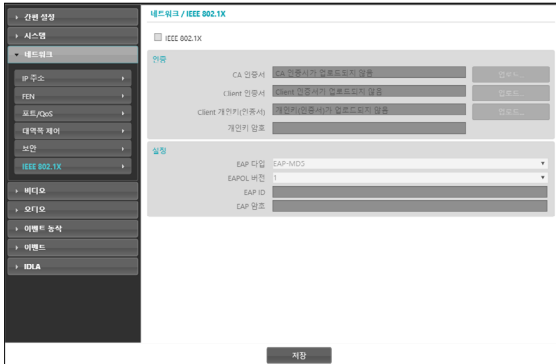 간편 설정
시스템
네트워크
IP 주소
FEN
포트/QoS
대역폭 제어
보안
IEEE 802.1X
비디오
오디오
이벤트 동작
이벤트
IDLA
네트워크 / IEEE 802.1X
IEEE 802.1X
인증
CA 인증서 CA 인증서가 업로드되지 않음 업로드...
Client 인증서 Client 인증서가 업로드되지 않음 업로드...
Client 개인키(인증서) 개인키(인증서)가 업로드되지 않음 업로드...
개인키 암호
설정
EAP 타입 EAP-MD5
EAPOL 버전 1
EAP ID
EAP 암호
저장